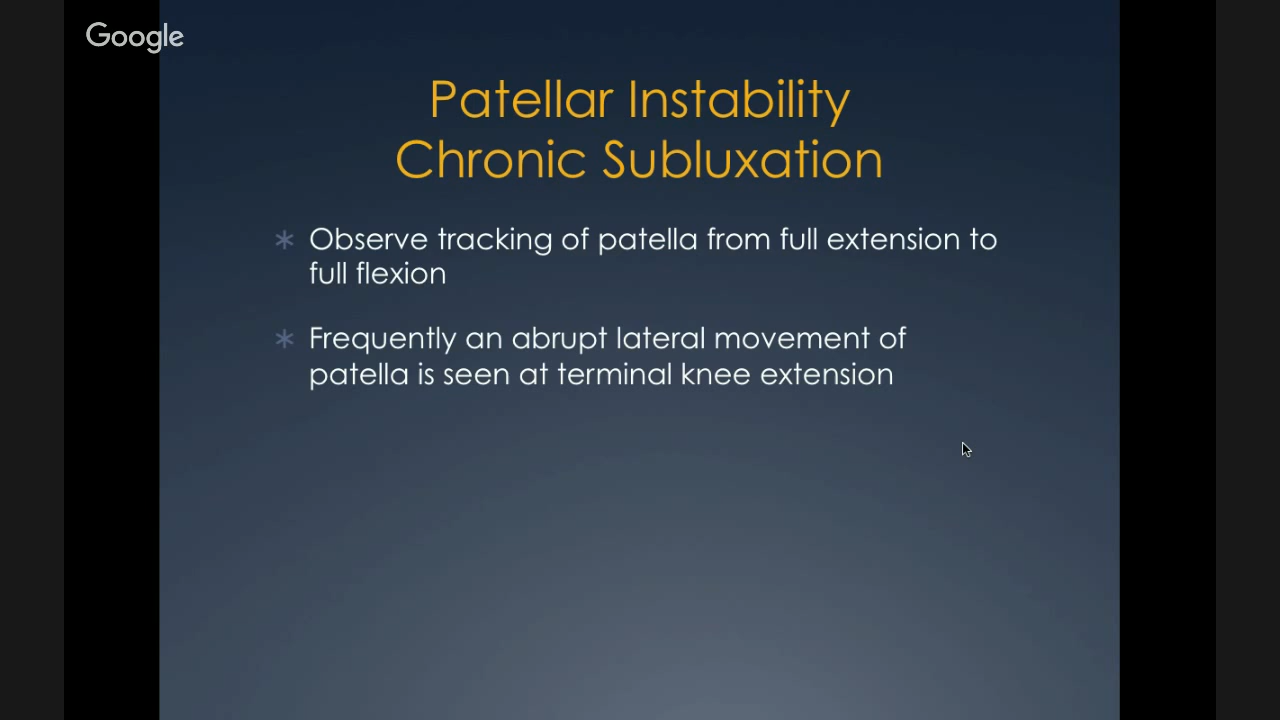 Google
Patellar Instability
Chronic Subluxation
* Observe tracking of patella from full extension to
full flexion
* Frequently an abrupt lateral movement of
patella is seen at terminal knee extension